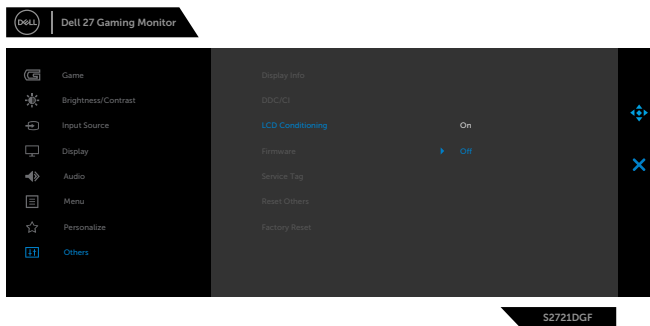 DELL
Dell 27 Gaming Monitor
Game
Display Info
Brightness/Contrast
DDC/CI
Input Source
LCD Conditioning
On
Display
Firmware
Off
Audio
Service Tag
Menu
Reset Others
Personalize
Factory Reset
Others
S2721DGF